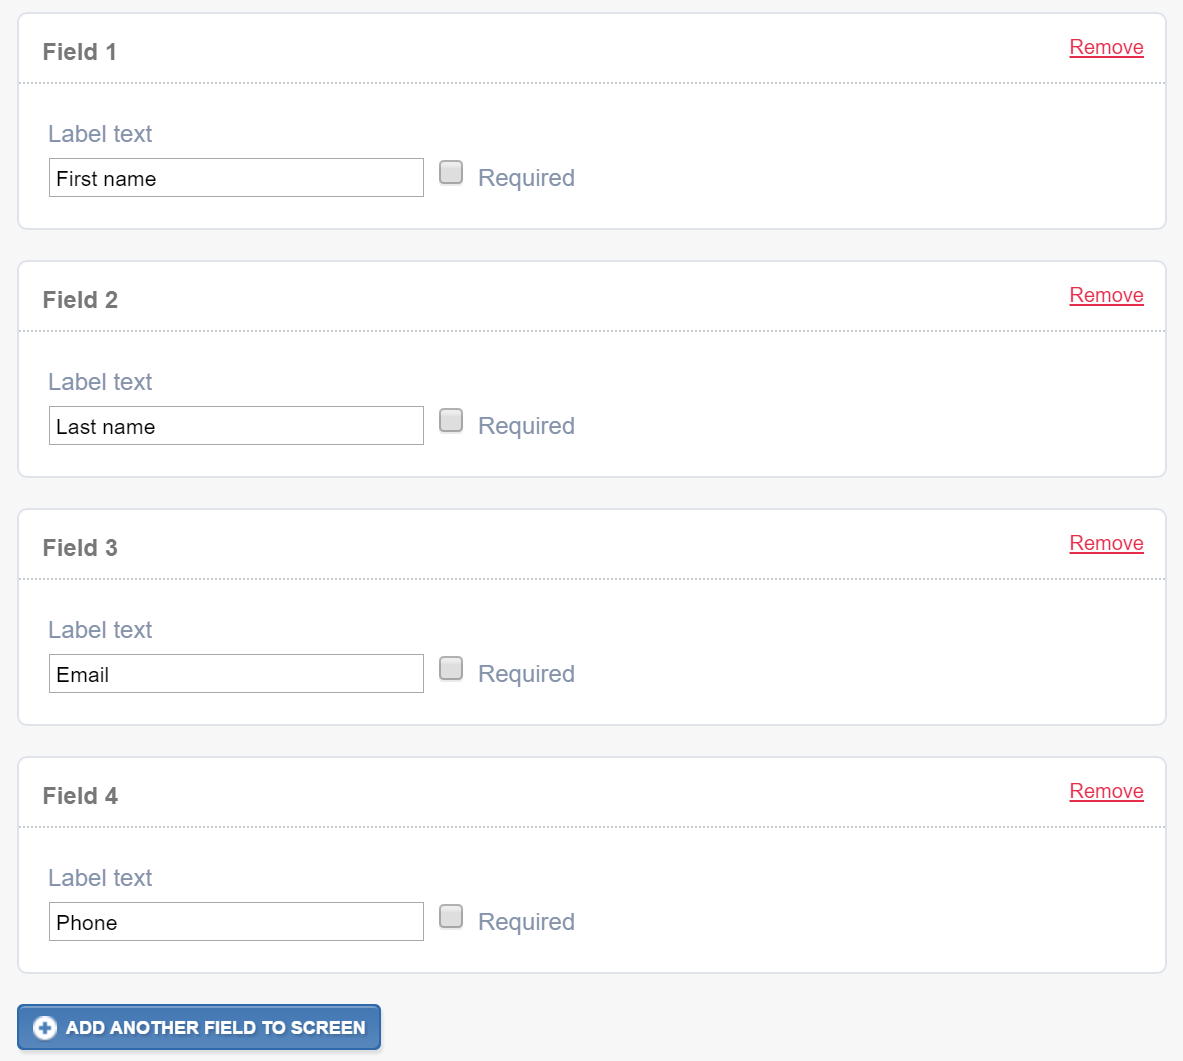 Field 1
Remove
Label text
First name
Required
Field 2
Remove
Label text
Last name
Required
Field 3
Remove
Label text
Email
Required
Field 4
Remove
Label text
Phone
Required
ADD ANOTHER FIELD TO SCREEN